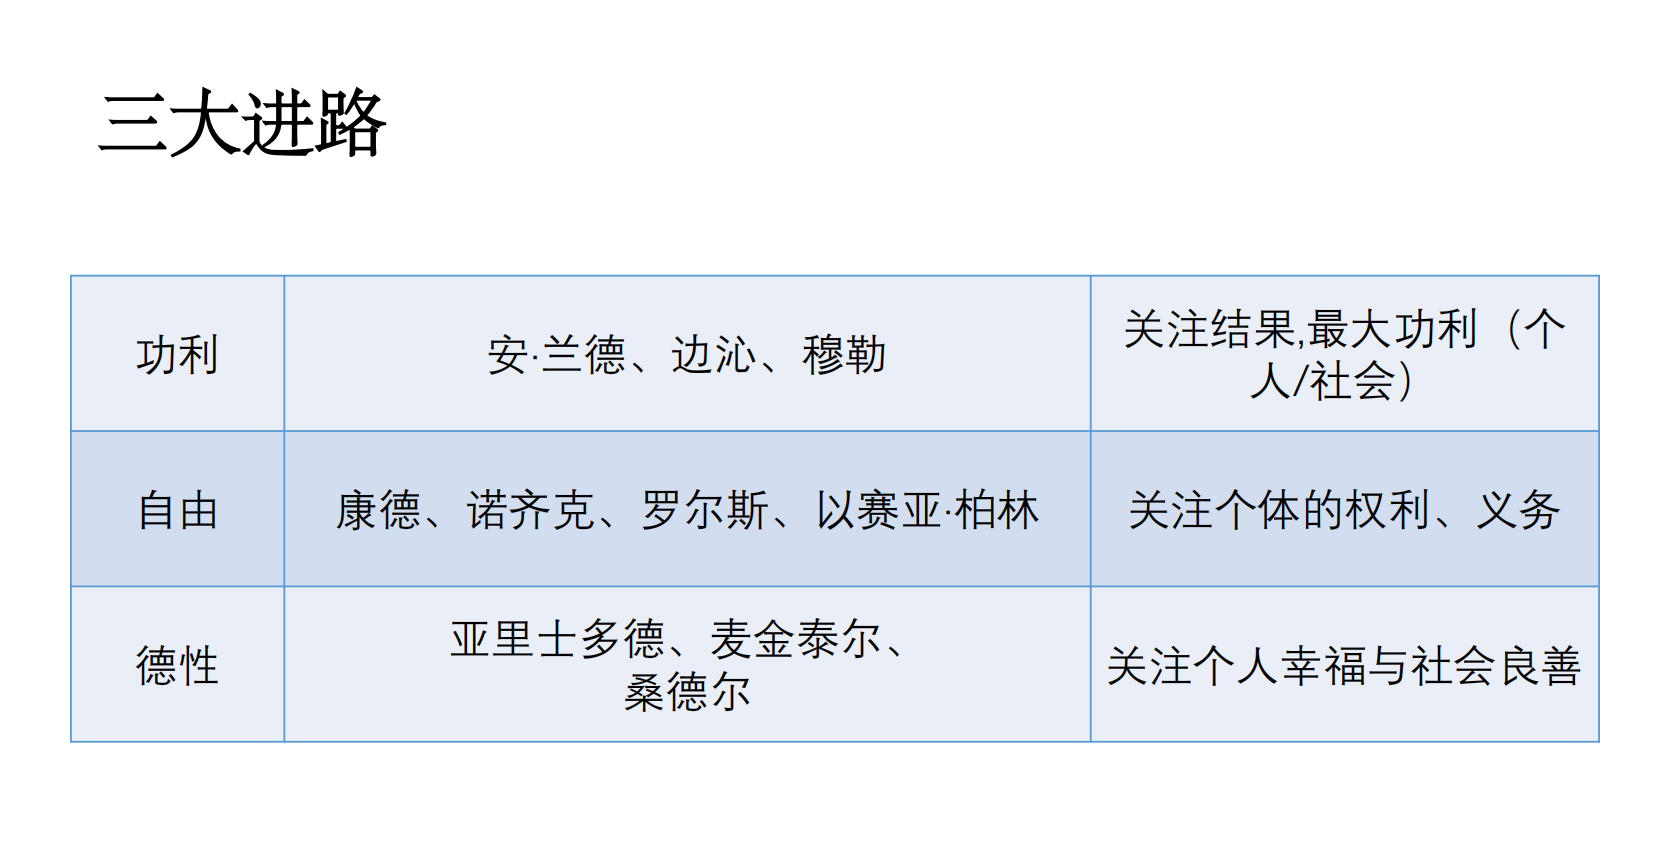 三大进路
功利
安·兰德、边沁、穆勒
关注结果,最大功利（个
人/社会）
自由
康德、诺齐克、罗尔斯、以赛亚·柏林
关注个体的权利、义务
德性
亚里士多德、麦金泰尔、
桑德尔
关注个人幸福与社会良善